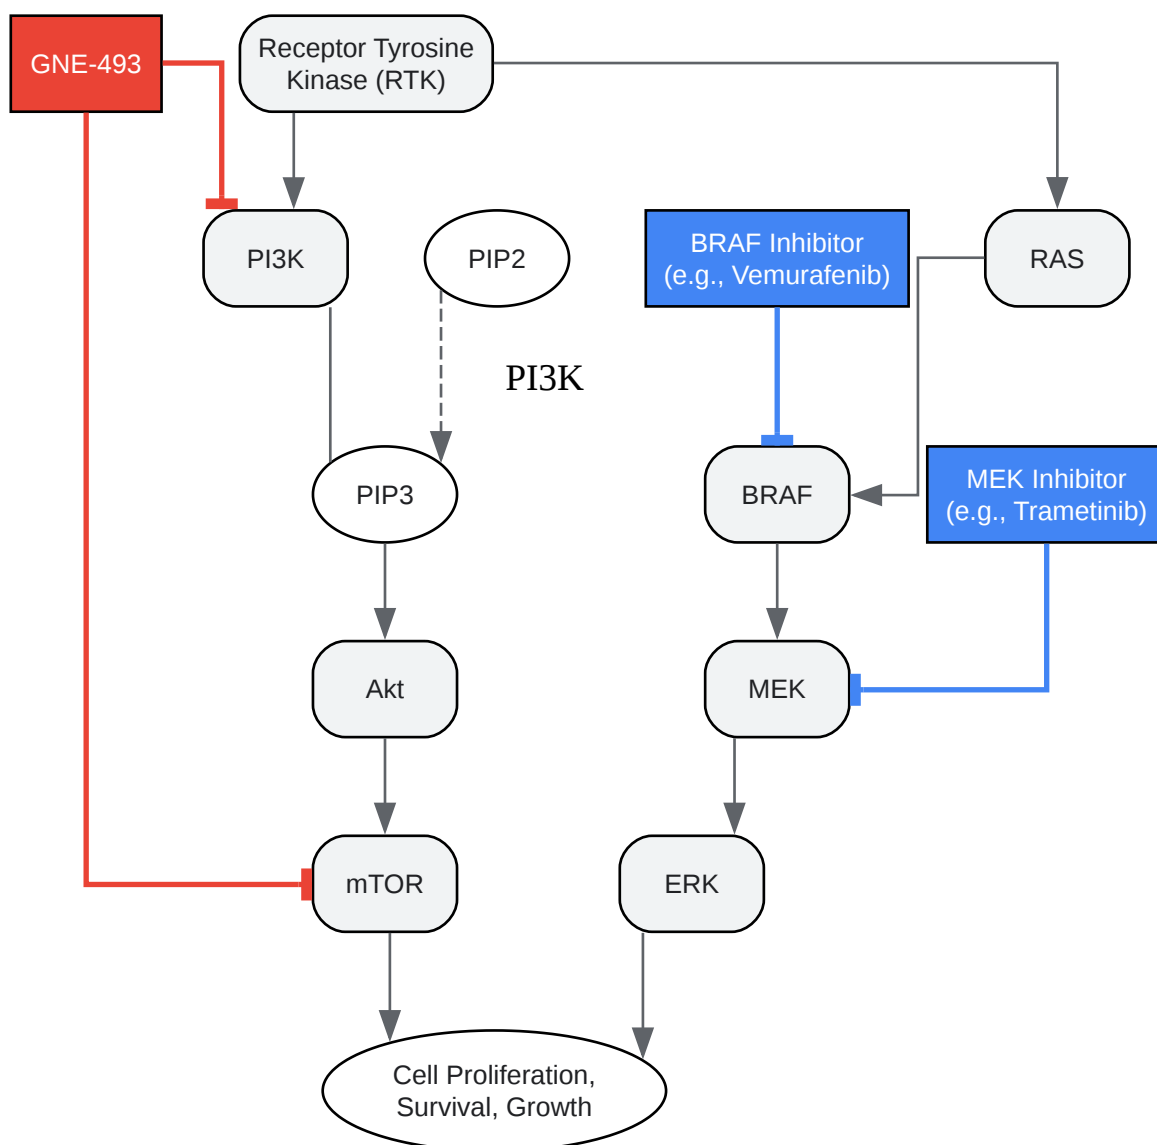 GNE-493
Receptor Tyrosine
Kinase (RTK)
PI3K
PIP2
BRAF Inhibitor
(e.g., Vemurafenib)
RAS
PI3K
PIP3
BRAF
MEK Inhibitor
(e.g., Trametinib)
Akt
MEK
mTOR
ERK
Cell Proliferation,
Survival, Growth